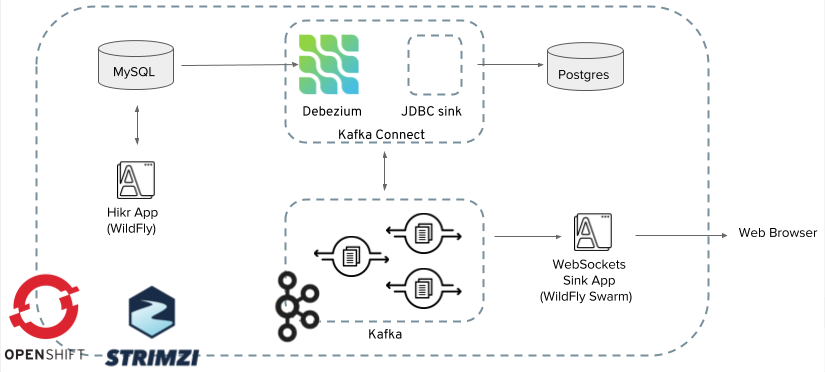 MySQL
Debezium
JDBC sink
Kafka Connect
Postgres
Hikr App
(WildFly)
Kafka
WebSockets
Sink App
(WildFly Swarm)
Web Browser
OPENSHIFT
STRIMZI